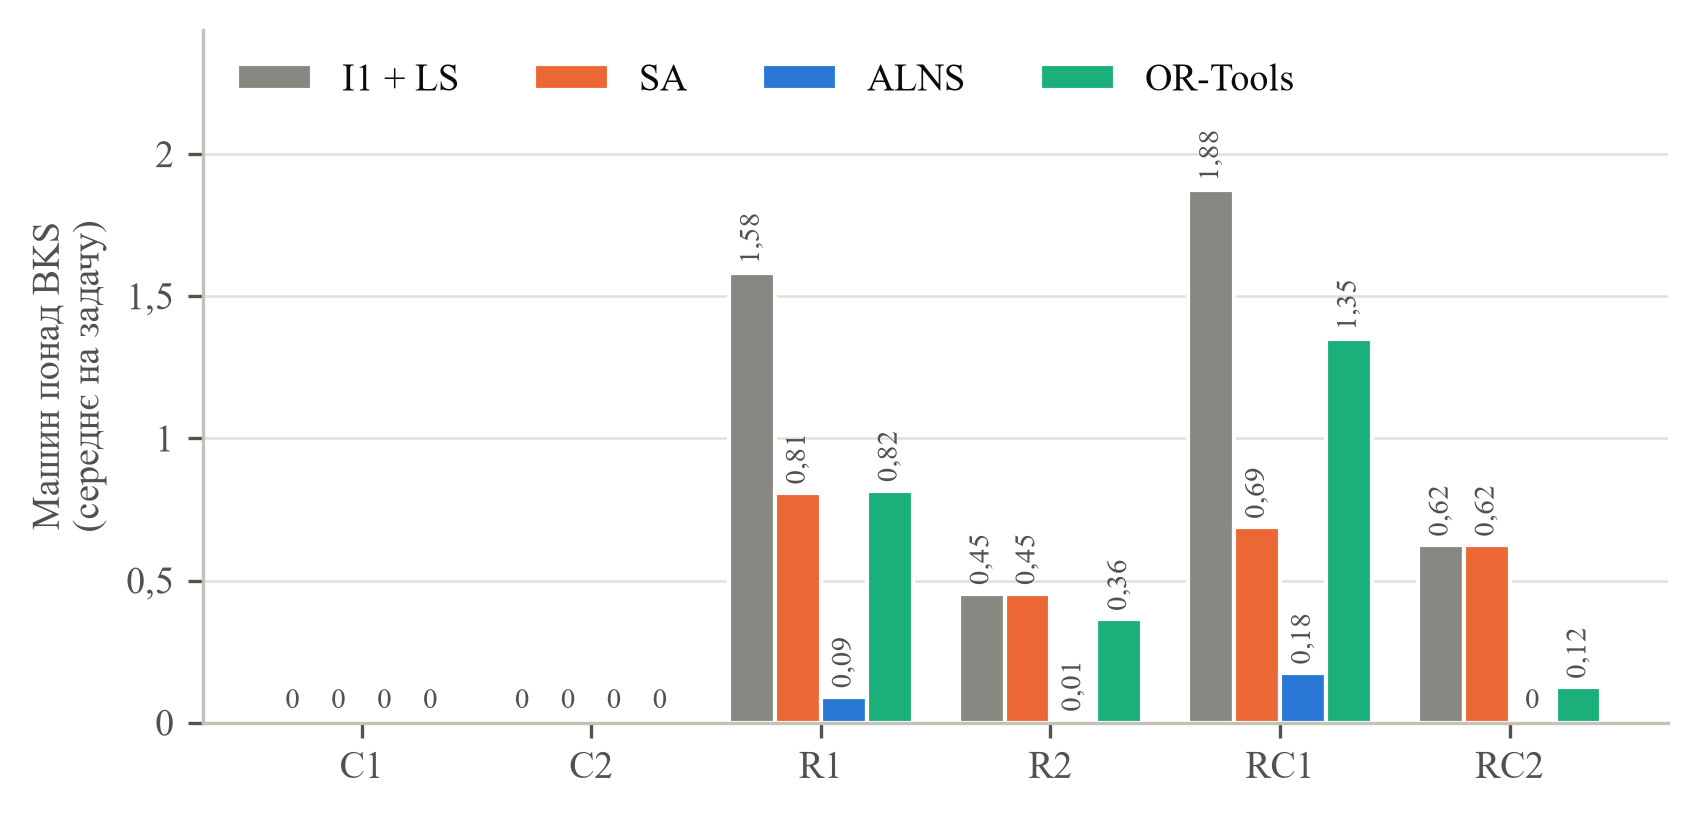 I1 + LS SA ALNS OR-Tools
Машин понад BKS
(середнє на задачу)
2
1,5
1
0,5
0
0 0 0 0
0 0 0 0
1,58 0,81 0,09 0,82
0,45 0,45 0,01 0,36
1,88 0,69 0,18 1,35
0,62 0,62 0 0,12
C1 C2 R1 R2 RC1 RC2